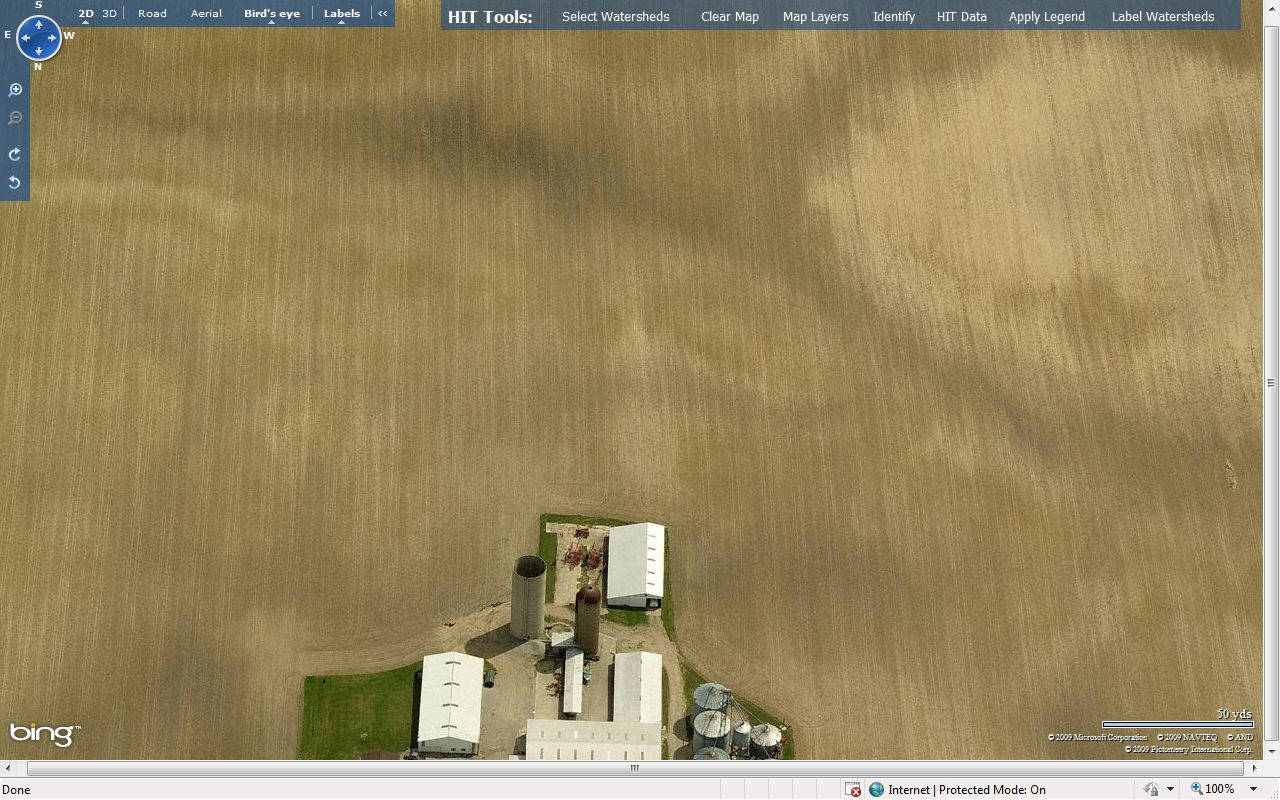 S
E W
N
2D 3D Road Aerial Bird's eye Labels <<
HIT Tools: Select Watersheds Clear Map Map Layers Identify HIT Data Apply Legend Label Watersheds
bing™
50 yds
© 2009 Microsoft Corporation © 2009 NAVTEQ © AND
© 2009 Pictometry International Corp.
Done Internet | Protected Mode: On 100%